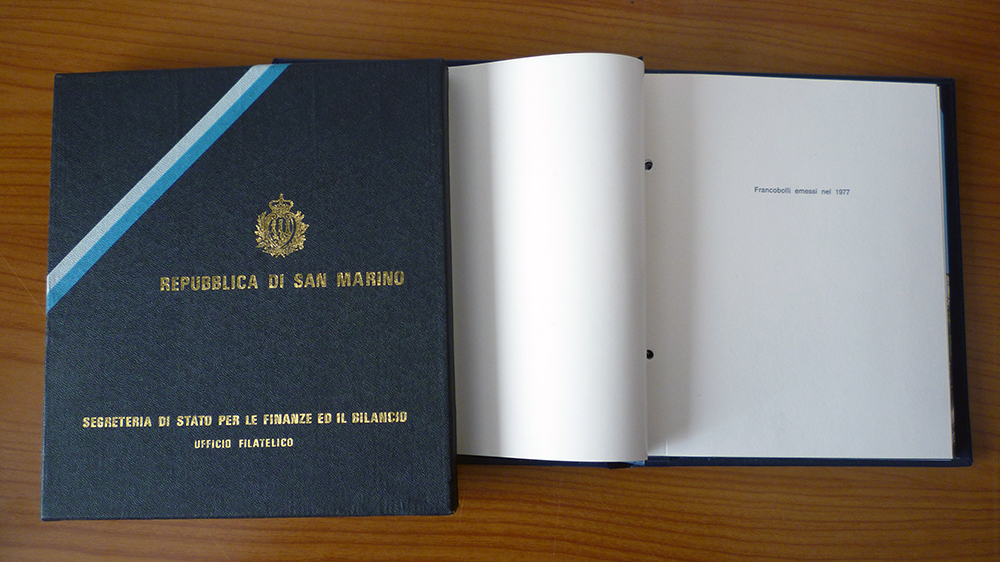 REPUBBLICA DI SAN MARINO
SEGRETERIA DI STATO PER LE FINANZE ED IL BILANCIO
UFFICIO FILATELICO
Francobolli emessi nel 1977